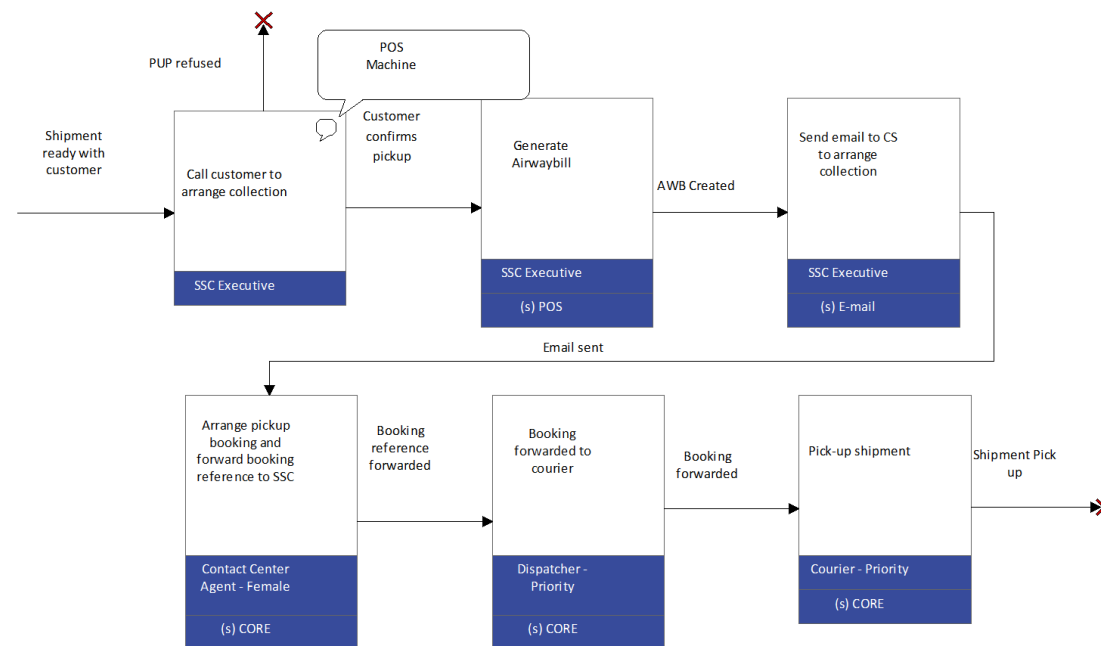 PUP refused
POS
Machine
Shipment
ready with
customer
Call customer to
arrange collection
SSC Executive
Customer
confirms
pickup
Generate
Airwaybill
SSC Executive
(s) POS
AWB Created
Send email to CS
to arrange
collection
SSC Executive
(s) E-mail
Email sent
Arrange pickup
booking and
forward booking
reference to SSC
Contact Center
Agent - Female
(s) CORE
Booking
reference
forwarded
Booking
forwarded to
courier
Dispatcher -
Priority
(s) CORE
Booking
forwarded
Pick-up shipment
Courier - Priority
(s) CORE
Shipment Pick
up